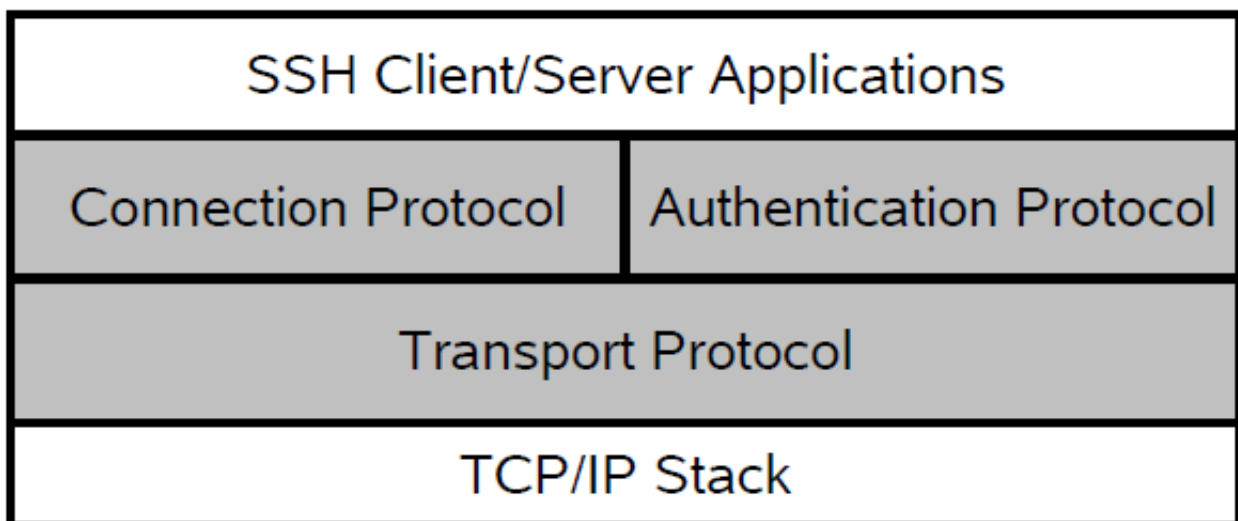 SSH Client/Server Applications
Connection Protocol
Authentication Protocol
Transport Protocol
TCP/IP Stack